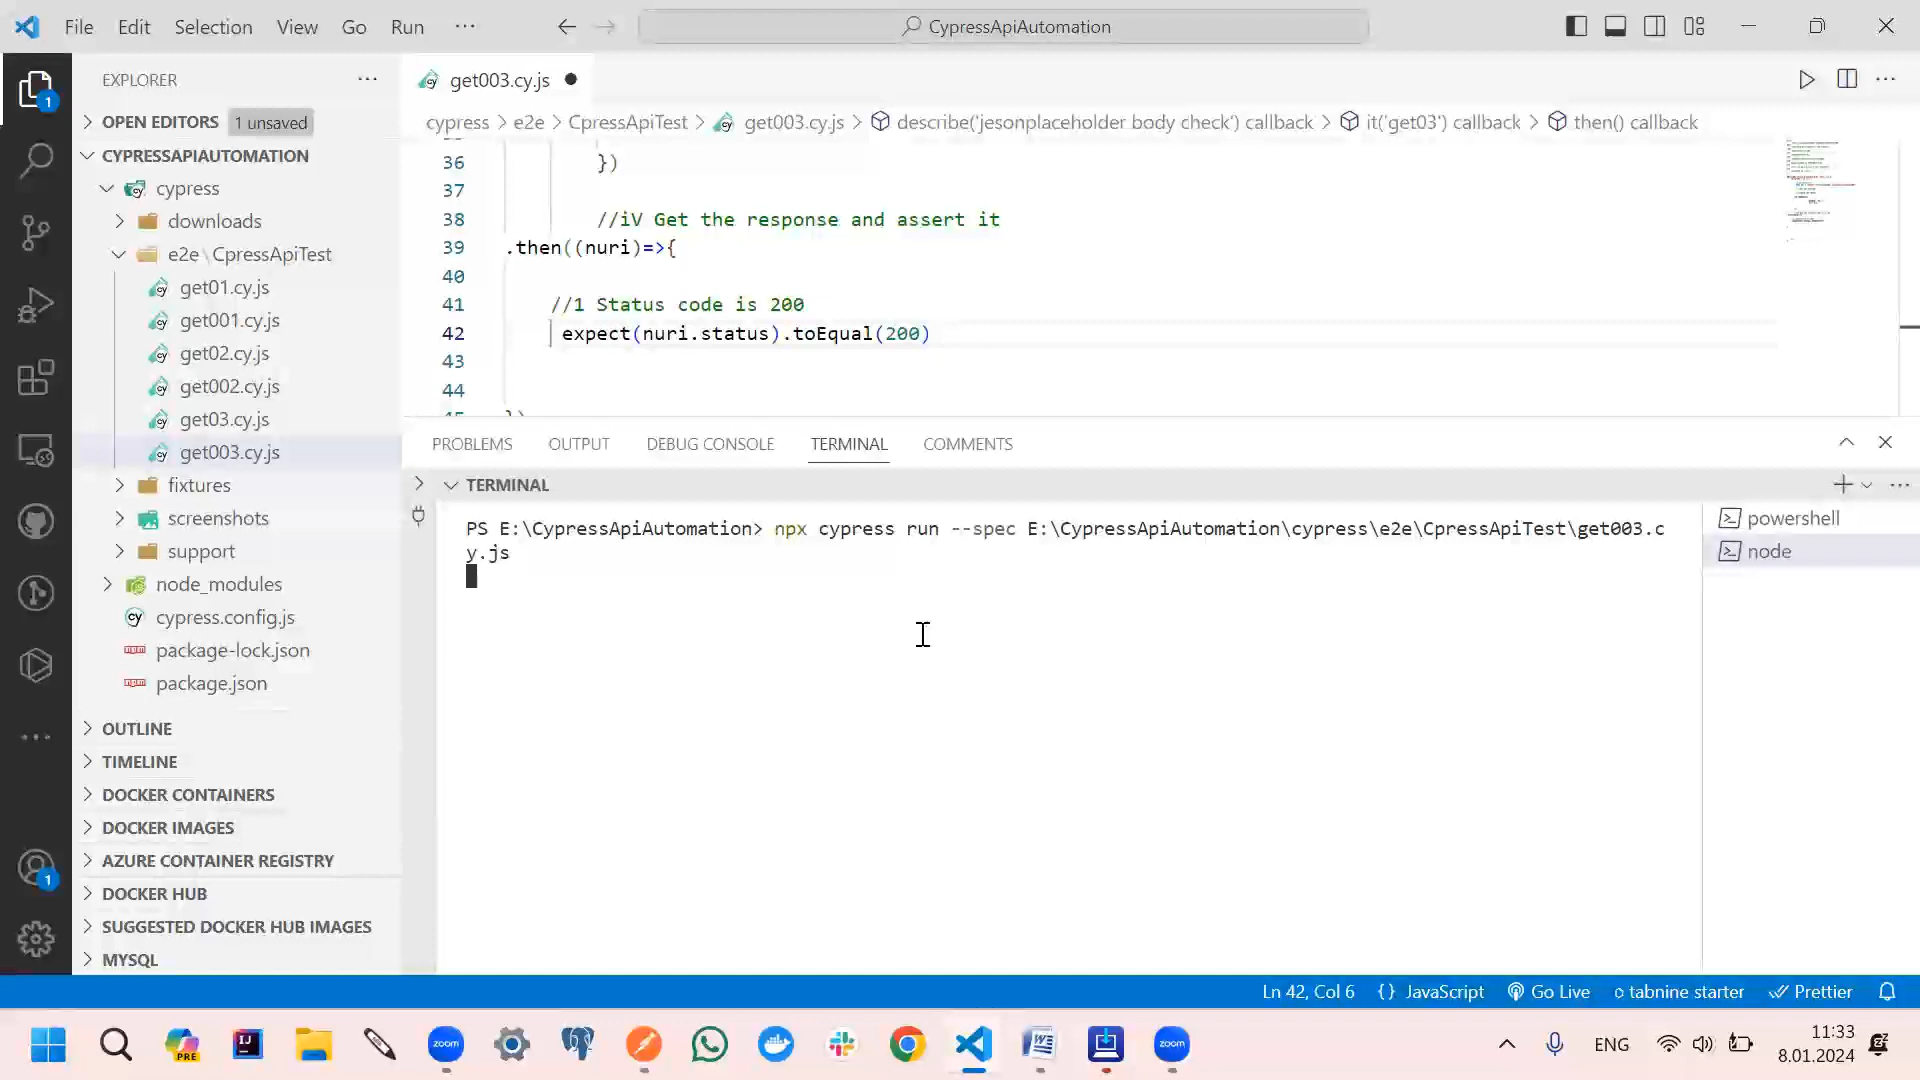 File Edit Selection View Go Run ··· CypressApiAutomation
EXPLORER ···
OPEN EDITORS 1 unsaved
CYPRESSAPIAUTOMATION
cypress
downloads
e2e \ CpressApiTest
get01.cy.js
get001.cy.js
get02.cy.js
get002.cy.js
get03.cy.js
get003.cy.js
fixtures
screenshots
support
node_modules
cypress.config.js
package-lock.json
package.json
OUTLINE
TIMELINE
DOCKER CONTAINERS
DOCKER IMAGES
AZURE CONTAINER REGISTRY
DOCKER HUB
SUGGESTED DOCKER HUB IMAGES
MYSQL
1
1
get003.cy.js
cypress > e2e > CpressApiTest > get003.cy.js > describe('jesonplaceholder body check') callback > it('get03') callback > then() callback
36 })
37
38 //iV Get the response and assert it
39 .then((nuri)=>{
40
41 //1 Status code is 200
42 expect(nuri.status).toEqual(200)
43
44
PROBLEMS OUTPUT DEBUG CONSOLE TERMINAL COMMENTS
TERMINAL
PS E:\CypressApiAutomation> npx cypress run --spec E:\CypressApiAutomation\cypress\e2e\CpressApiTest\get003.c
y.js
powershell
node
Ln 42, Col 6 {} JavaScript Go Live tabnine starter Prettier
PRE
IJ
zoom
zoom
ENG
11:33
8.01.2024